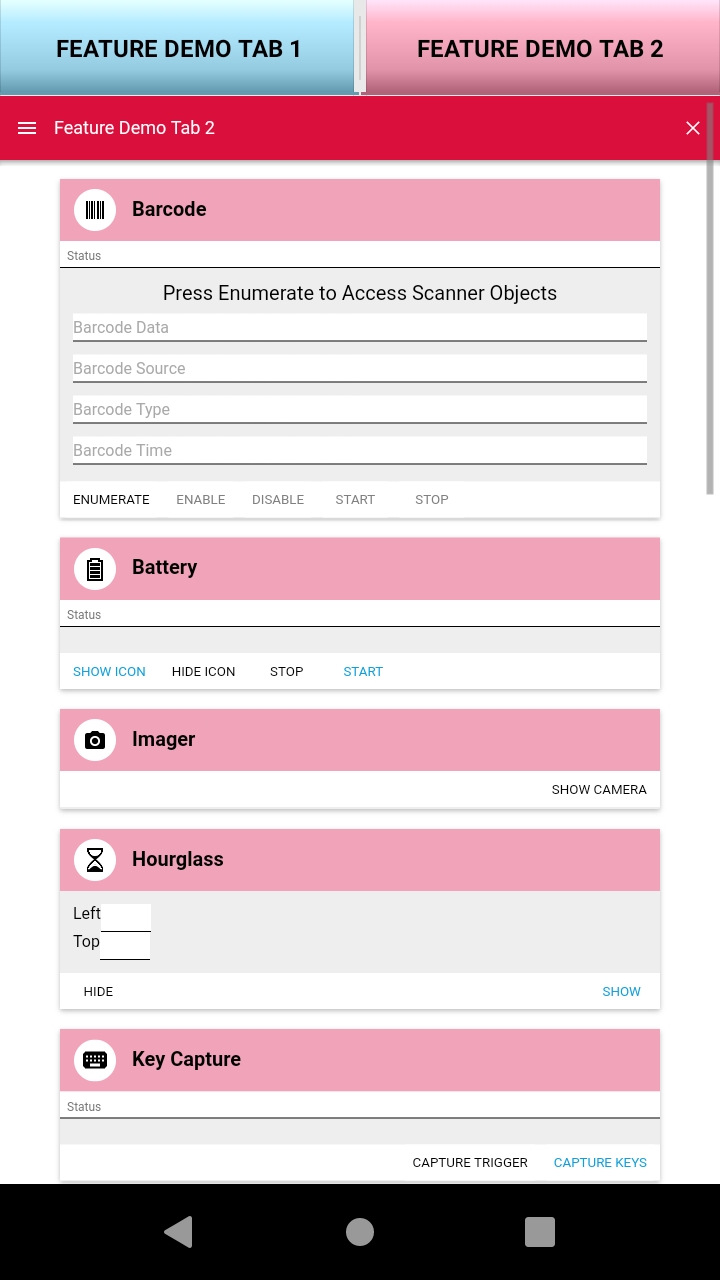 FEATURE DEMO TAB 1
FEATURE DEMO TAB 2
Feature Demo Tab 2
Barcode
Status
Press Enumerate to Access Scanner Objects
Barcode Data
Barcode Source
Barcode Type
Barcode Time
ENUMERATE ENABLE DISABLE START STOP
Battery
Status
SHOW ICON HIDE ICON STOP START
Imager
SHOW CAMERA
Hourglass
Left
Top
HIDE SHOW
Key Capture
Status
CAPTURE TRIGGER CAPTURE KEYS